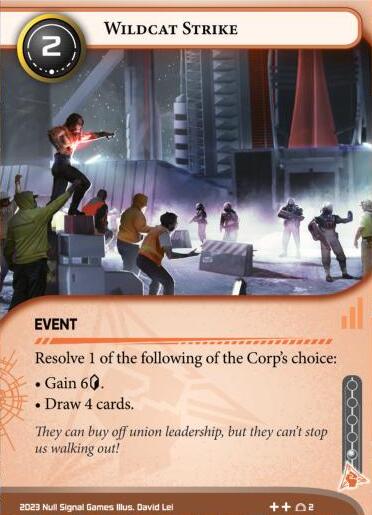 2
Wildcat Strike
EVENT
Resolve 1 of the following of the Corp's choice:
• Gain 6.
• Draw 4 cards.
They can buy off union leadership, but they can't stop
us walking out!
2023 Null Signal Games Illus. David Lei
2